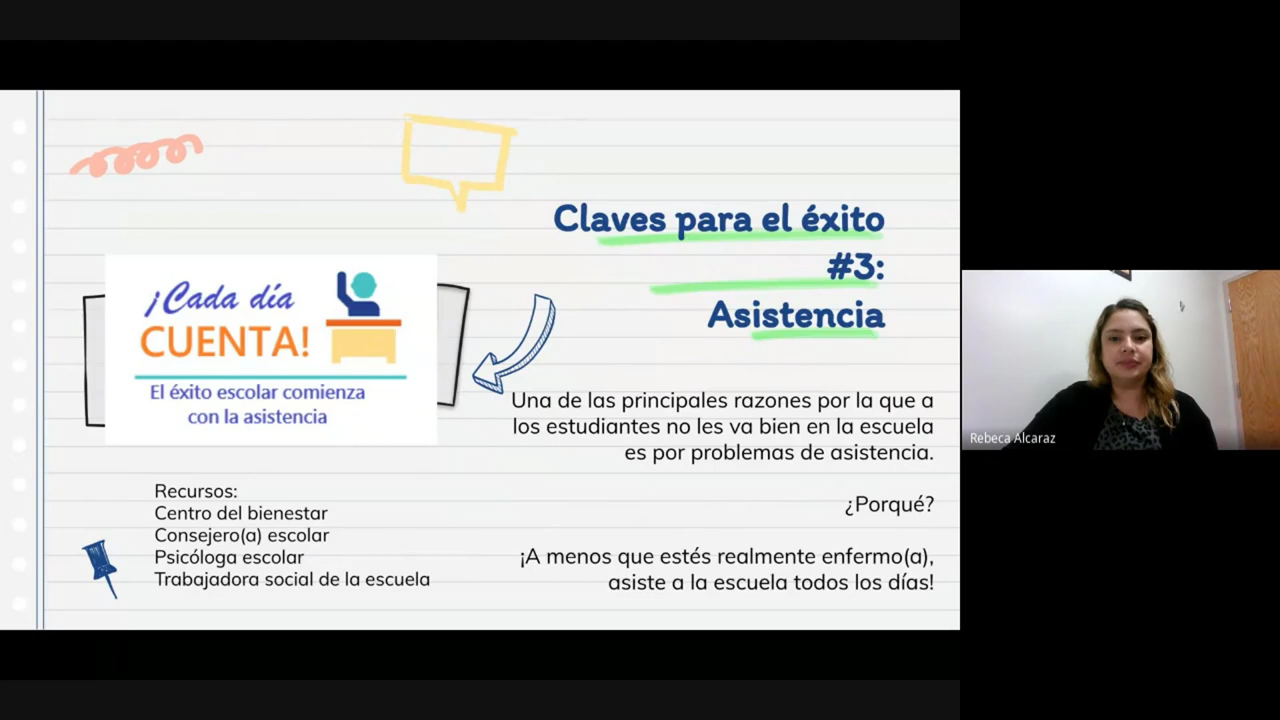 Claves para el éxito
#3:
Asistencia
¡Cada día
CUENTA!
El éxito escolar comienza
con la asistencia
Una de las principales razones por la que a
los estudiantes no les va bien en la escuela
es por problemas de asistencia.
¿Porqué?
¡A menos que estés realmente enfermo(a),
asiste a la escuela todos los días!
Recursos:
Centro del bienestar
Consejero(a) escolar
Psicóloga escolar
Trabajadora social de la escuela
Rebeca Alcaraz